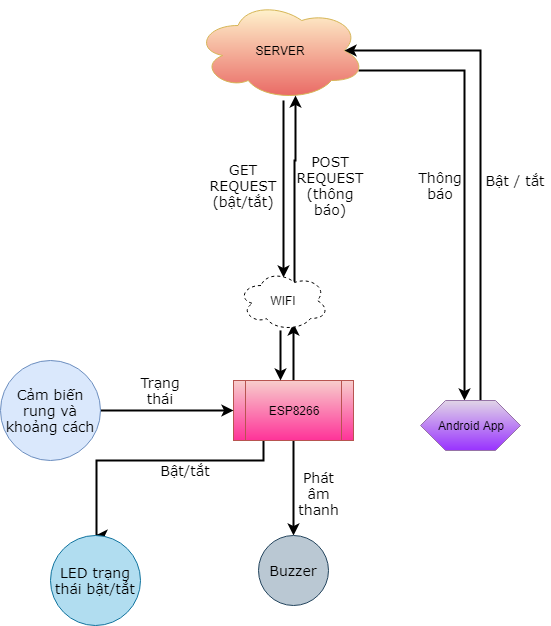 SERVER
GET
REQUEST
(bật/tắt)
POST
REQUEST
(thông
báo)
Thông
báo
Bật / tắt
WIFI
Cảm biến
rung và
khoảng cách
Trạng
thái
ESP8266
Android App
Bật/tắt
Phát
âm
thanh
LED trạng
thái bật/tắt
Buzzer